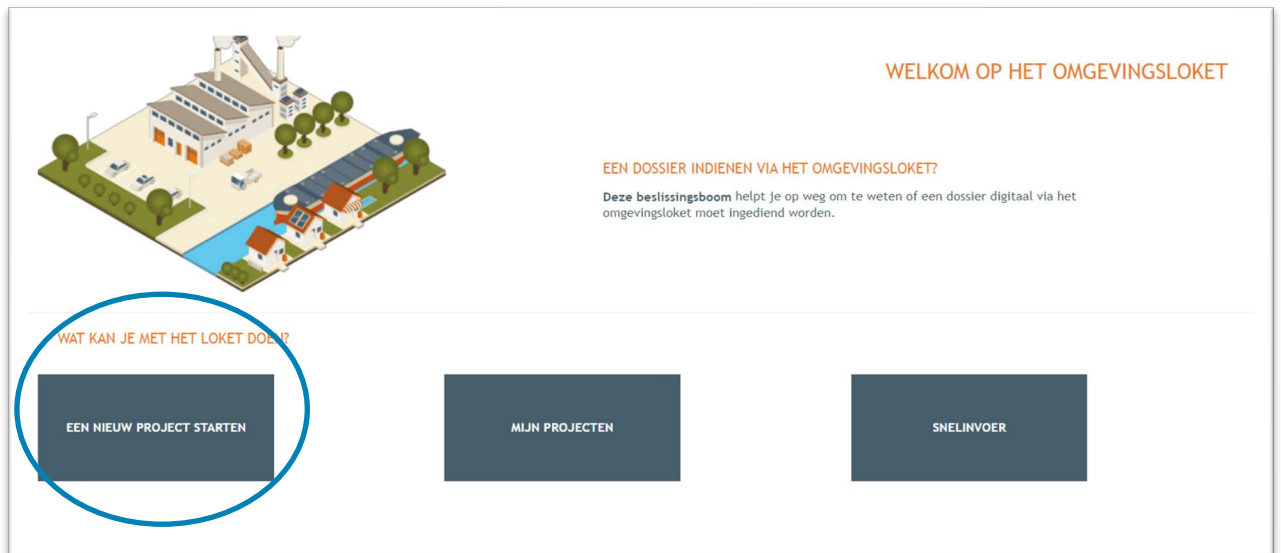 WELKOM OP HET OMGEVINGSLOKET
EEN DOSSIER INDIENEN VIA HET OMGEVINGSLOKET?
Deze beslissingsboom helpt je op weg om te weten of een dossier digitaal via het
omgevingsloket moet ingediend worden.
WAT KAN JE MET HET LOKET DOEN?
EEN NIEUW PROJECT STARTEN
MIJN PROJECTEN
SNELINVOER